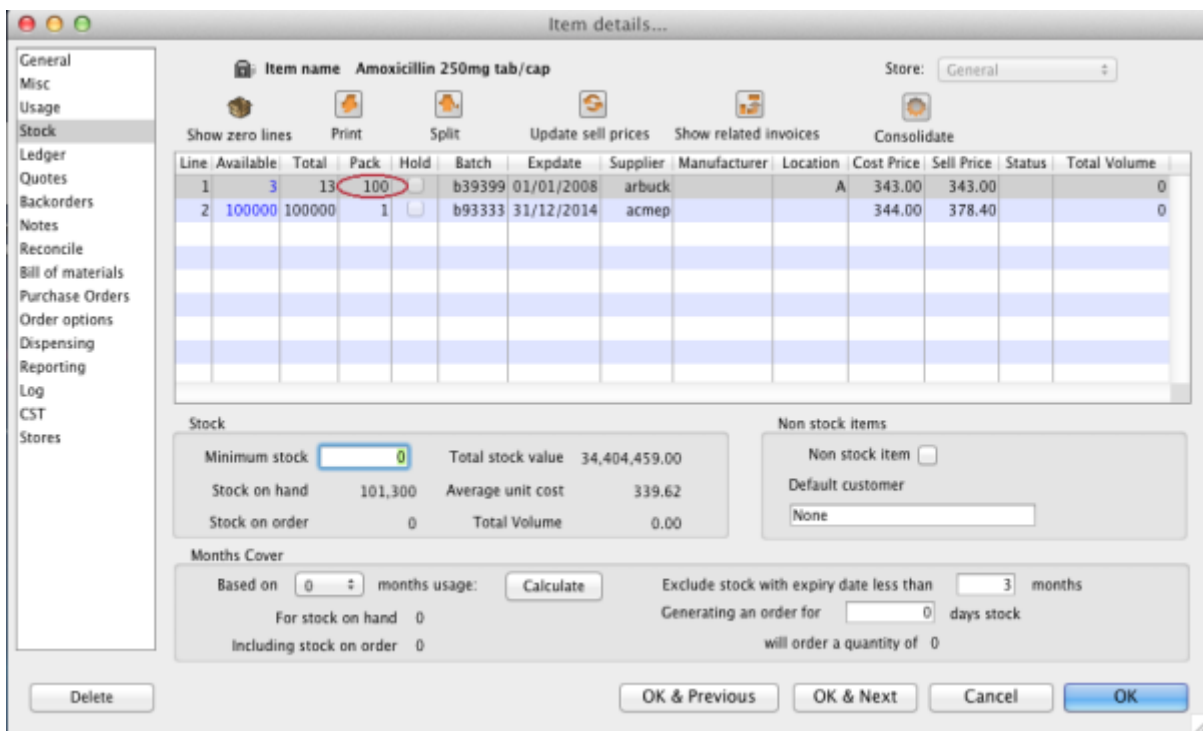 Item details...
General
Misc
Usage
Stock
Ledger
Quotes
Backorders
Notes
Reconcile
Bill of materials
Purchase Orders
Order options
Dispensing
Reporting
Log
CST
Stores
Item name Amoxicillin 250mg tab/cap
Store: General
Show zero lines Print Split Update sell prices Show related invoices Consolidate
Line Available Total Pack Hold Batch Expdate Supplier Manufacturer Location Cost Price Sell Price Status Total Volume
1 3 13 100 b39399 01/01/2008 arbuck A 343.00 343.00 0
2 100000 100000 1 b93333 31/12/2014 acmep 344.00 378.40 0
Stock
Minimum stock 0 Total stock value 34,404,459.00
Stock on hand 101,300 Average unit cost 339.62
Stock on order 0 Total Volume 0.00
Non stock items
Non stock item
Default customer
None
Months Cover
Based on 0 months usage: Calculate
For stock on hand 0
Including stock on order 0
Exclude stock with expiry date less than 3 months
Generating an order for 0 days stock
will order a quantity of 0
Delete OK & Previous OK & Next Cancel OK